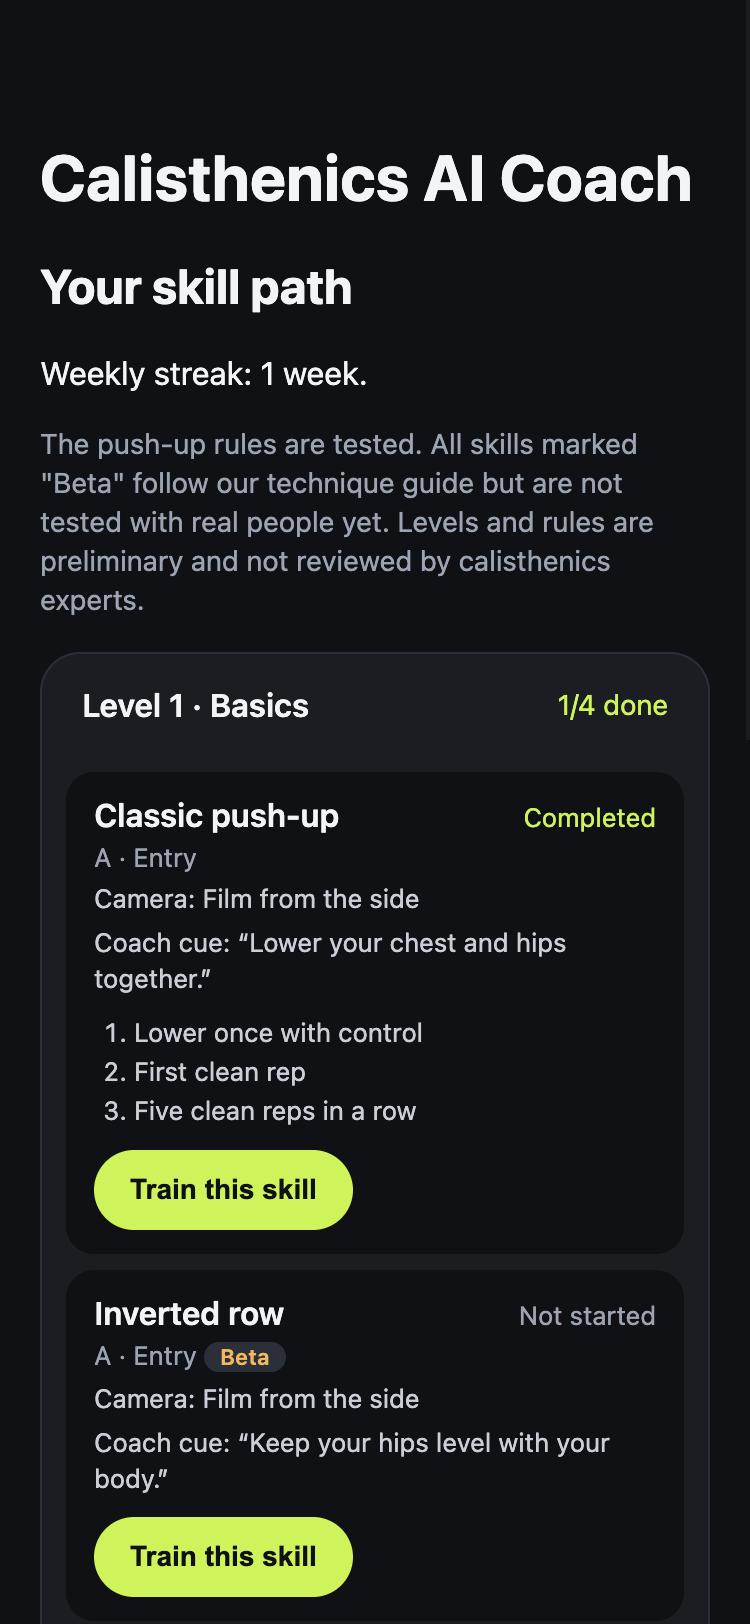 Calisthenics AI Coach
Your skill path
Weekly streak: 1 week.
The push-up rules are tested. All skills marked
"Beta" follow our technique guide but are not
tested with real people yet. Levels and rules are
preliminary and not reviewed by calisthenics
experts.
Level 1 · Basics
1/4 done
Classic push-up
Completed
A · Entry
Camera: Film from the side
Coach cue: “Lower your chest and hips
together.”
1. Lower once with control
2. First clean rep
3. Five clean reps in a row
Train this skill
Inverted row
Not started
A · Entry Beta
Camera: Film from the side
Coach cue: “Keep your hips level with your
body.”
Train this skill